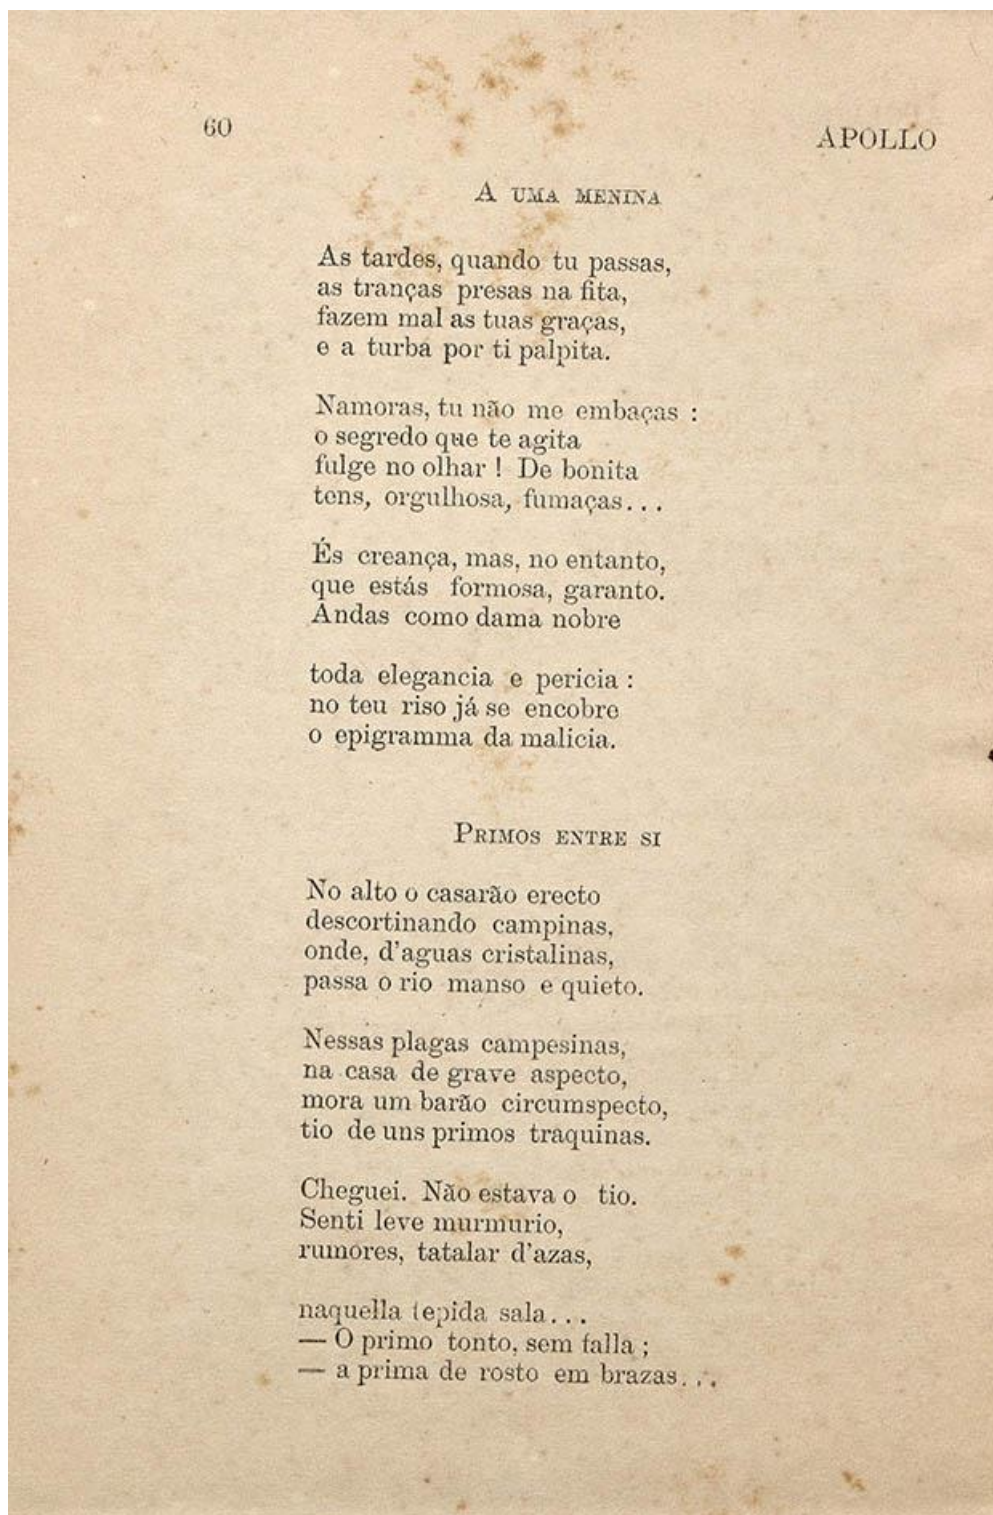 60
APOLLO
A UMA MENINA
As tardes, quando tu passas,
as tranças presas na fita,
fazem mal as tuas graças,
e a turba por ti palpita.
Namoras, tu não me embaças :
o segredo que te agita
fulge no olhar ! De bonita
tens, orgulhosa, fumaças...
És creança, mas, no entanto,
que estás formosa, garanto.
Andas como dama nobre
toda elegancia e pericia :
no teu riso já se encobre
o epigramma da malicia.
PRIMOS ENTRE SI
No alto o casarão erecto
descortinando campinas,
onde, d'aguas cristalinas,
passa o rio manso e quieto.
Nessas plagas campesinas,
na casa de grave aspecto,
mora um barão circumspecto,
tio de uns primos traquinas.
Cheguei. Não estava o tio.
Senti leve murmurio,
rumores, tatalar d'azas,
naquella tepida sala...
— O primo tonto, sem falla ;
— a prima de rosto em brazas...